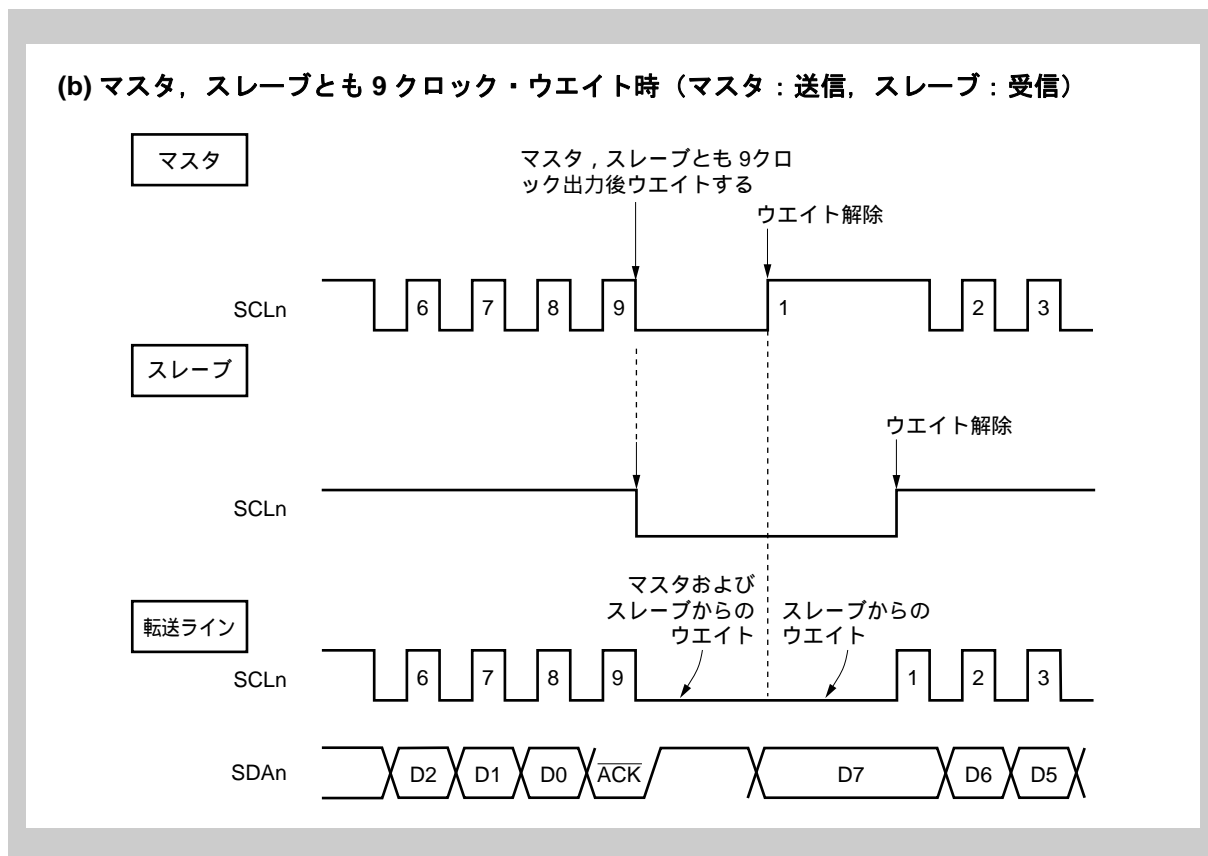 (b) マスタ，スレーブとも 9 クロック・ウエイト時（マスタ：送信，スレーブ：受信）
マスタ
マスタ，スレーブとも 9クロ
ック出力後ウエイトする
ウエイト解除
SCLn
6
7
8
9
1
2
3
スレーブ
ウエイト解除
SCLn
マスタおよび
スレーブからの
ウエイト
スレーブからの
ウエイト
転送ライン
SCLn
6
7
8
9
1
2
3
SDAn
D2
D1
D0
ACK
D7
D6
D5